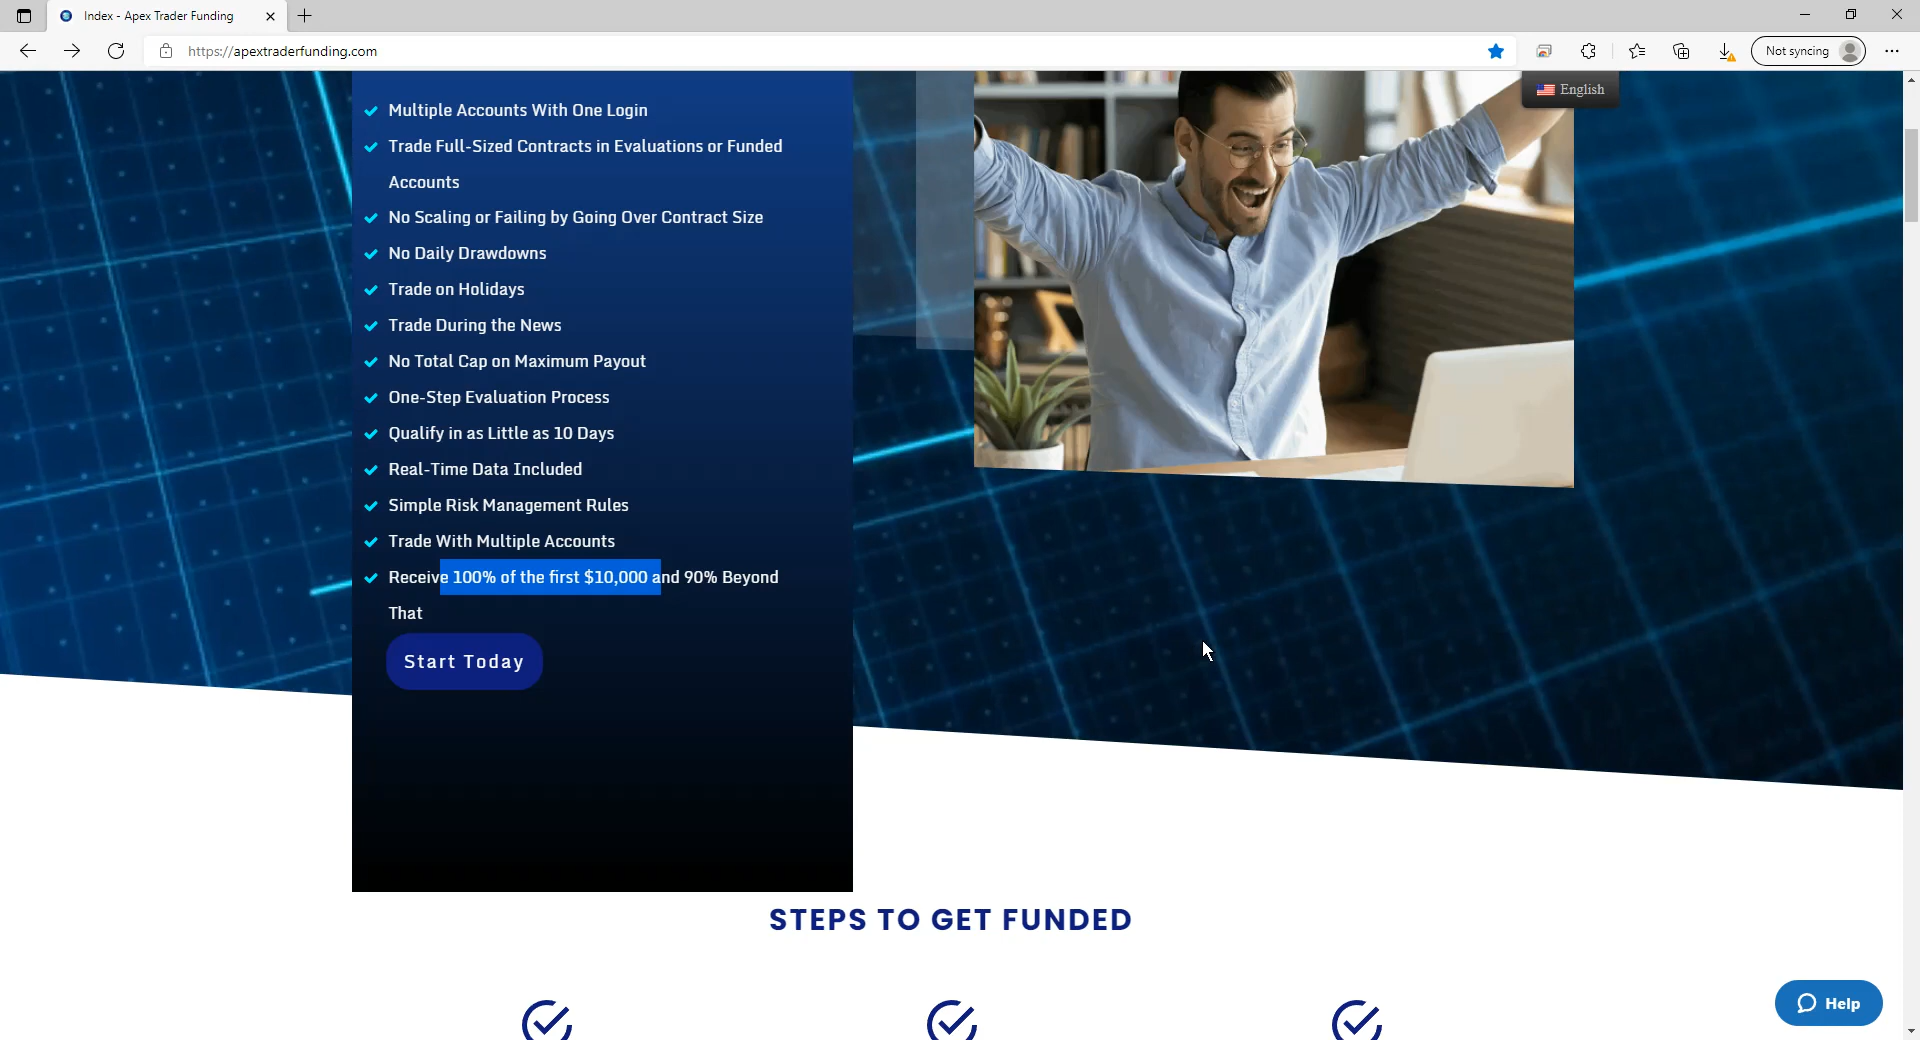 Index - Apex Trader Funding
https://apextraderfunding.com
Not syncing
English
Multiple Accounts With One Login
Trade Full-Sized Contracts in Evaluations or Funded
Accounts
No Scaling or Failing by Going Over Contract Size
No Daily Drawdowns
Trade on Holidays
Trade During the News
No Total Cap on Maximum Payout
One-Step Evaluation Process
Qualify in as Little as 10 Days
Real-Time Data Included
Simple Risk Management Rules
Trade With Multiple Accounts
Receive 100% of the first $10,000 and 90% Beyond
That
Start Today
STEPS TO GET FUNDED
Help